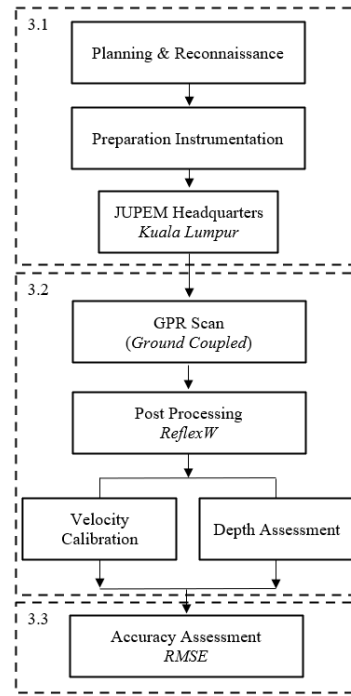 3.1
Planning & Reconnaissance
Preparation Instrumentation
JUPEM Headquarters
Kuala Lumpur
3.2
GPR Scan
(Ground Coupled)
Post Processing
ReflexW
Velocity
Calibration
Depth Assessment
3.3
Accuracy Assessment
RMSE